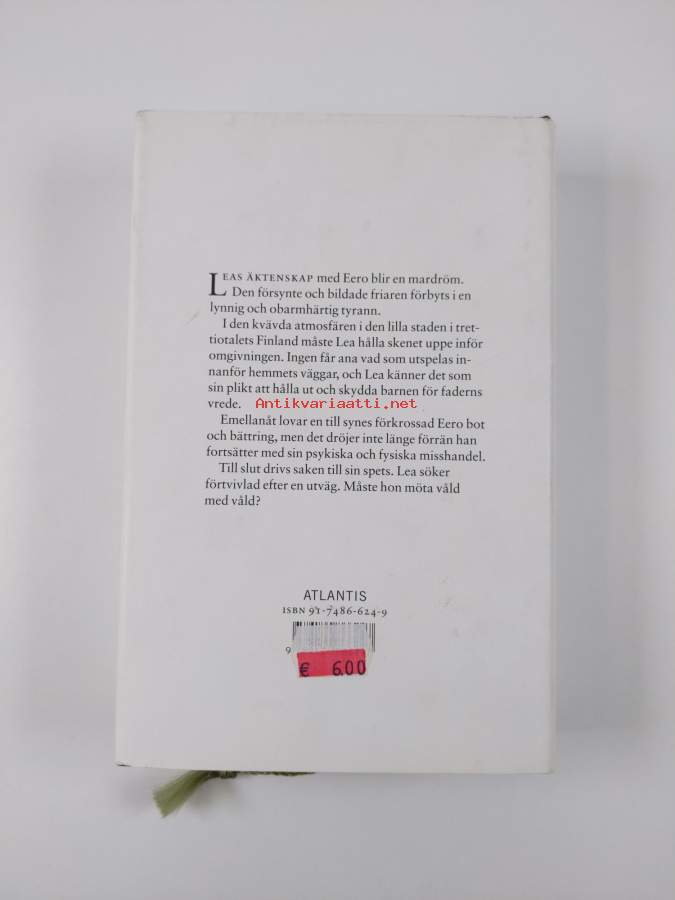 LEAS ÄKTENSKAP med Eero blir en mardröm.
Den försynte och bildade friaren förbyts i en
lynnig och obarmhärtig tyrann.
I den kvävda atmosfären i den lilla staden i tret-
tiotalets Finland måste Lea hålla skenet uppe inför
omgivningen. Ingen får ana vad som utspelas in-
nanför hemmets väggar, och Lea känner det som
sin plikt att hålla ut och skydda barnen för faderns
vrede.
Antikvariaatti.net
Emellanåt lovar en till synes förkrossad Eero bot
och bättring, men det dröjer inte länge förrän han
fortsätter med sin psykiska och fysiska misshandel.
Till slut drivs saken till sin spets. Lea söker
förtvivlad efter en utväg. Måste hon möta våld
med våld?
ATLANTIS
ISBN 91-7486-624-9
9
€ 6.00